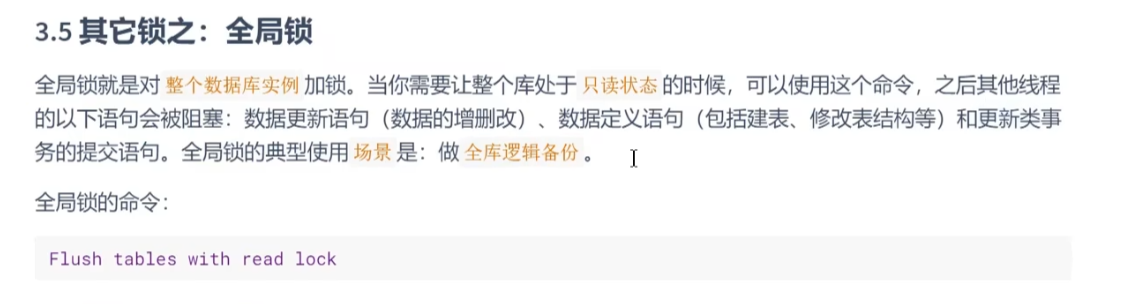 3.5 其它锁之：全局锁
全局锁就是对 整个数据库实例 加锁。当你需要让整个库处于 只读状态 的时候，可以使用这个命令，之后其他线程
的以下语句会被阻塞：数据更新语句（数据的增删改）、数据定义语句（包括建表、修改表结构等）和更新类事
务的提交语句。全局锁的典型使用 场景 是：做 全库逻辑备份 。
全局锁的命令：
Flush tables with read lock